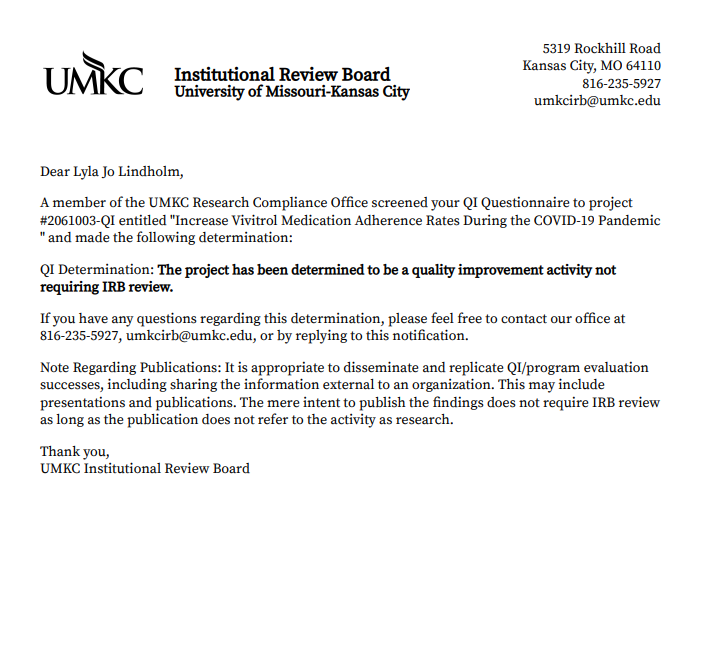 5319 Rockhill Road
Kansas City, MO 64110
816-235-5927
umkcirb@umkc.edu
UMKC
Institutional Review Board
University of Missouri-Kansas City
Dear Lyla Jo Lindholm,
A member of the UMKC Research Compliance Office screened your QI Questionnaire to project
#2061003-QI entitled "Increase Vivitrol Medication Adherence Rates During the COVID-19 Pandemic
" and made the following determination:
QI Determination: The project has been determined to be a quality improvement activity not
requiring IRB review.
If you have any questions regarding this determination, please feel free to contact our office at
816-235-5927, umkcirb@umkc.edu, or by replying to this notification.
Note Regarding Publications: It is appropriate to disseminate and replicate QI/program evaluation
successes, including sharing the information external to an organization. This may include
presentations and publications. The mere intent to publish the findings does not require IRB review
as long as the publication does not refer to the activity as research.
Thank you,
UMKC Institutional Review Board